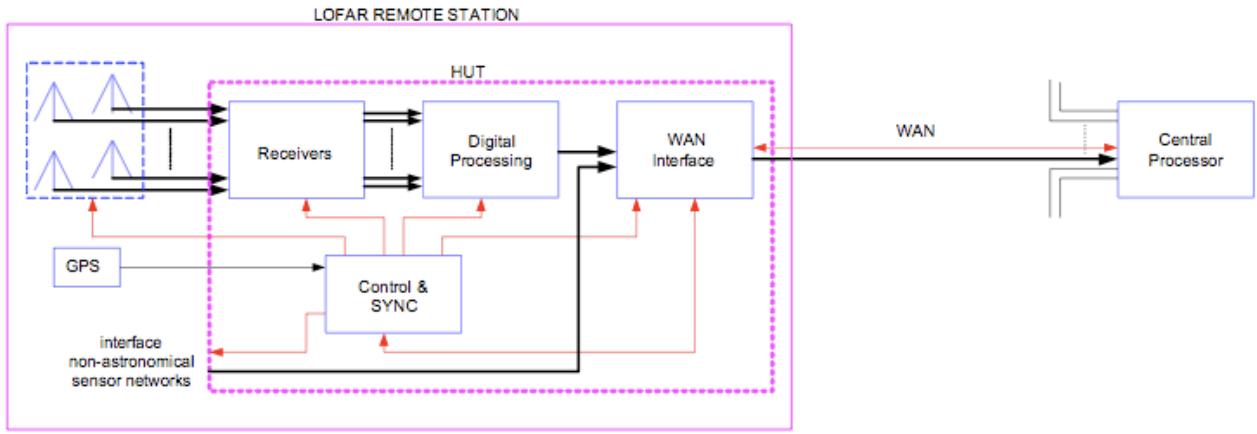 LOFAR REMOTE STATION
HUT
Receivers
Digital
Processing
WAN
Interface
WAN
Central
Processor
GPS
Control &
SYNC
interface
non-astronomical
sensor networks